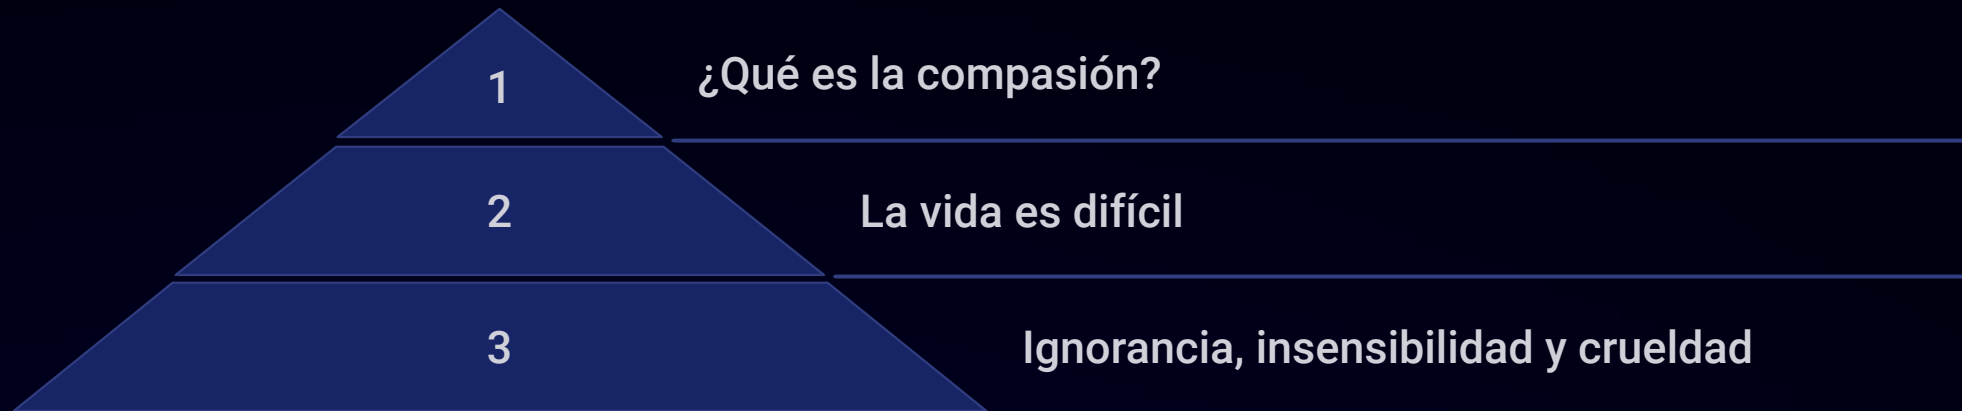 1
¿Qué es la compasión?
2
La vida es difícil
3
Ignorancia, insensibilidad y crueldad